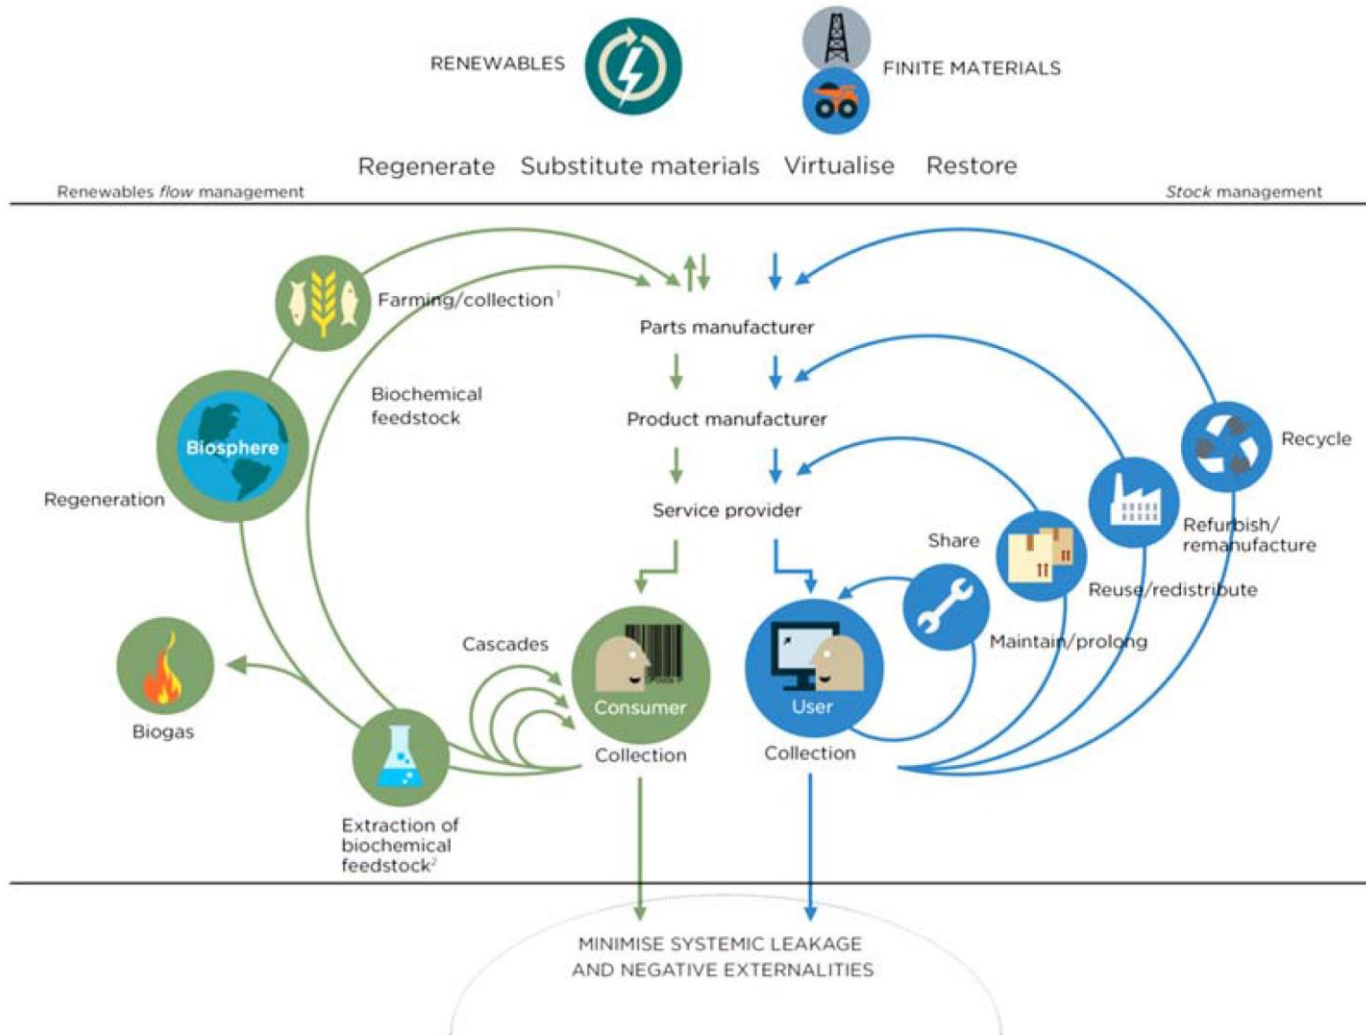 RENEWABLES
FINITE MATERIALS
Regenerate Substitute materials Virtualise Restore
Renewables flow management
Stock management
Farming/collection¹
Parts manufacturer
Biochemical
feedstock
Product manufacturer
Biosphere
Recycle
Regeneration
Service provider
Refurbish/
remanufacture
Share
Reuse/redistribute
Cascades
Maintain/prolong
Consumer
User
Biogas
Collection
Collection
Extraction of
biochemical
feedstock²
MINIMISE SYSTEMIC LEAKAGE
AND NEGATIVE EXTERNALITIES